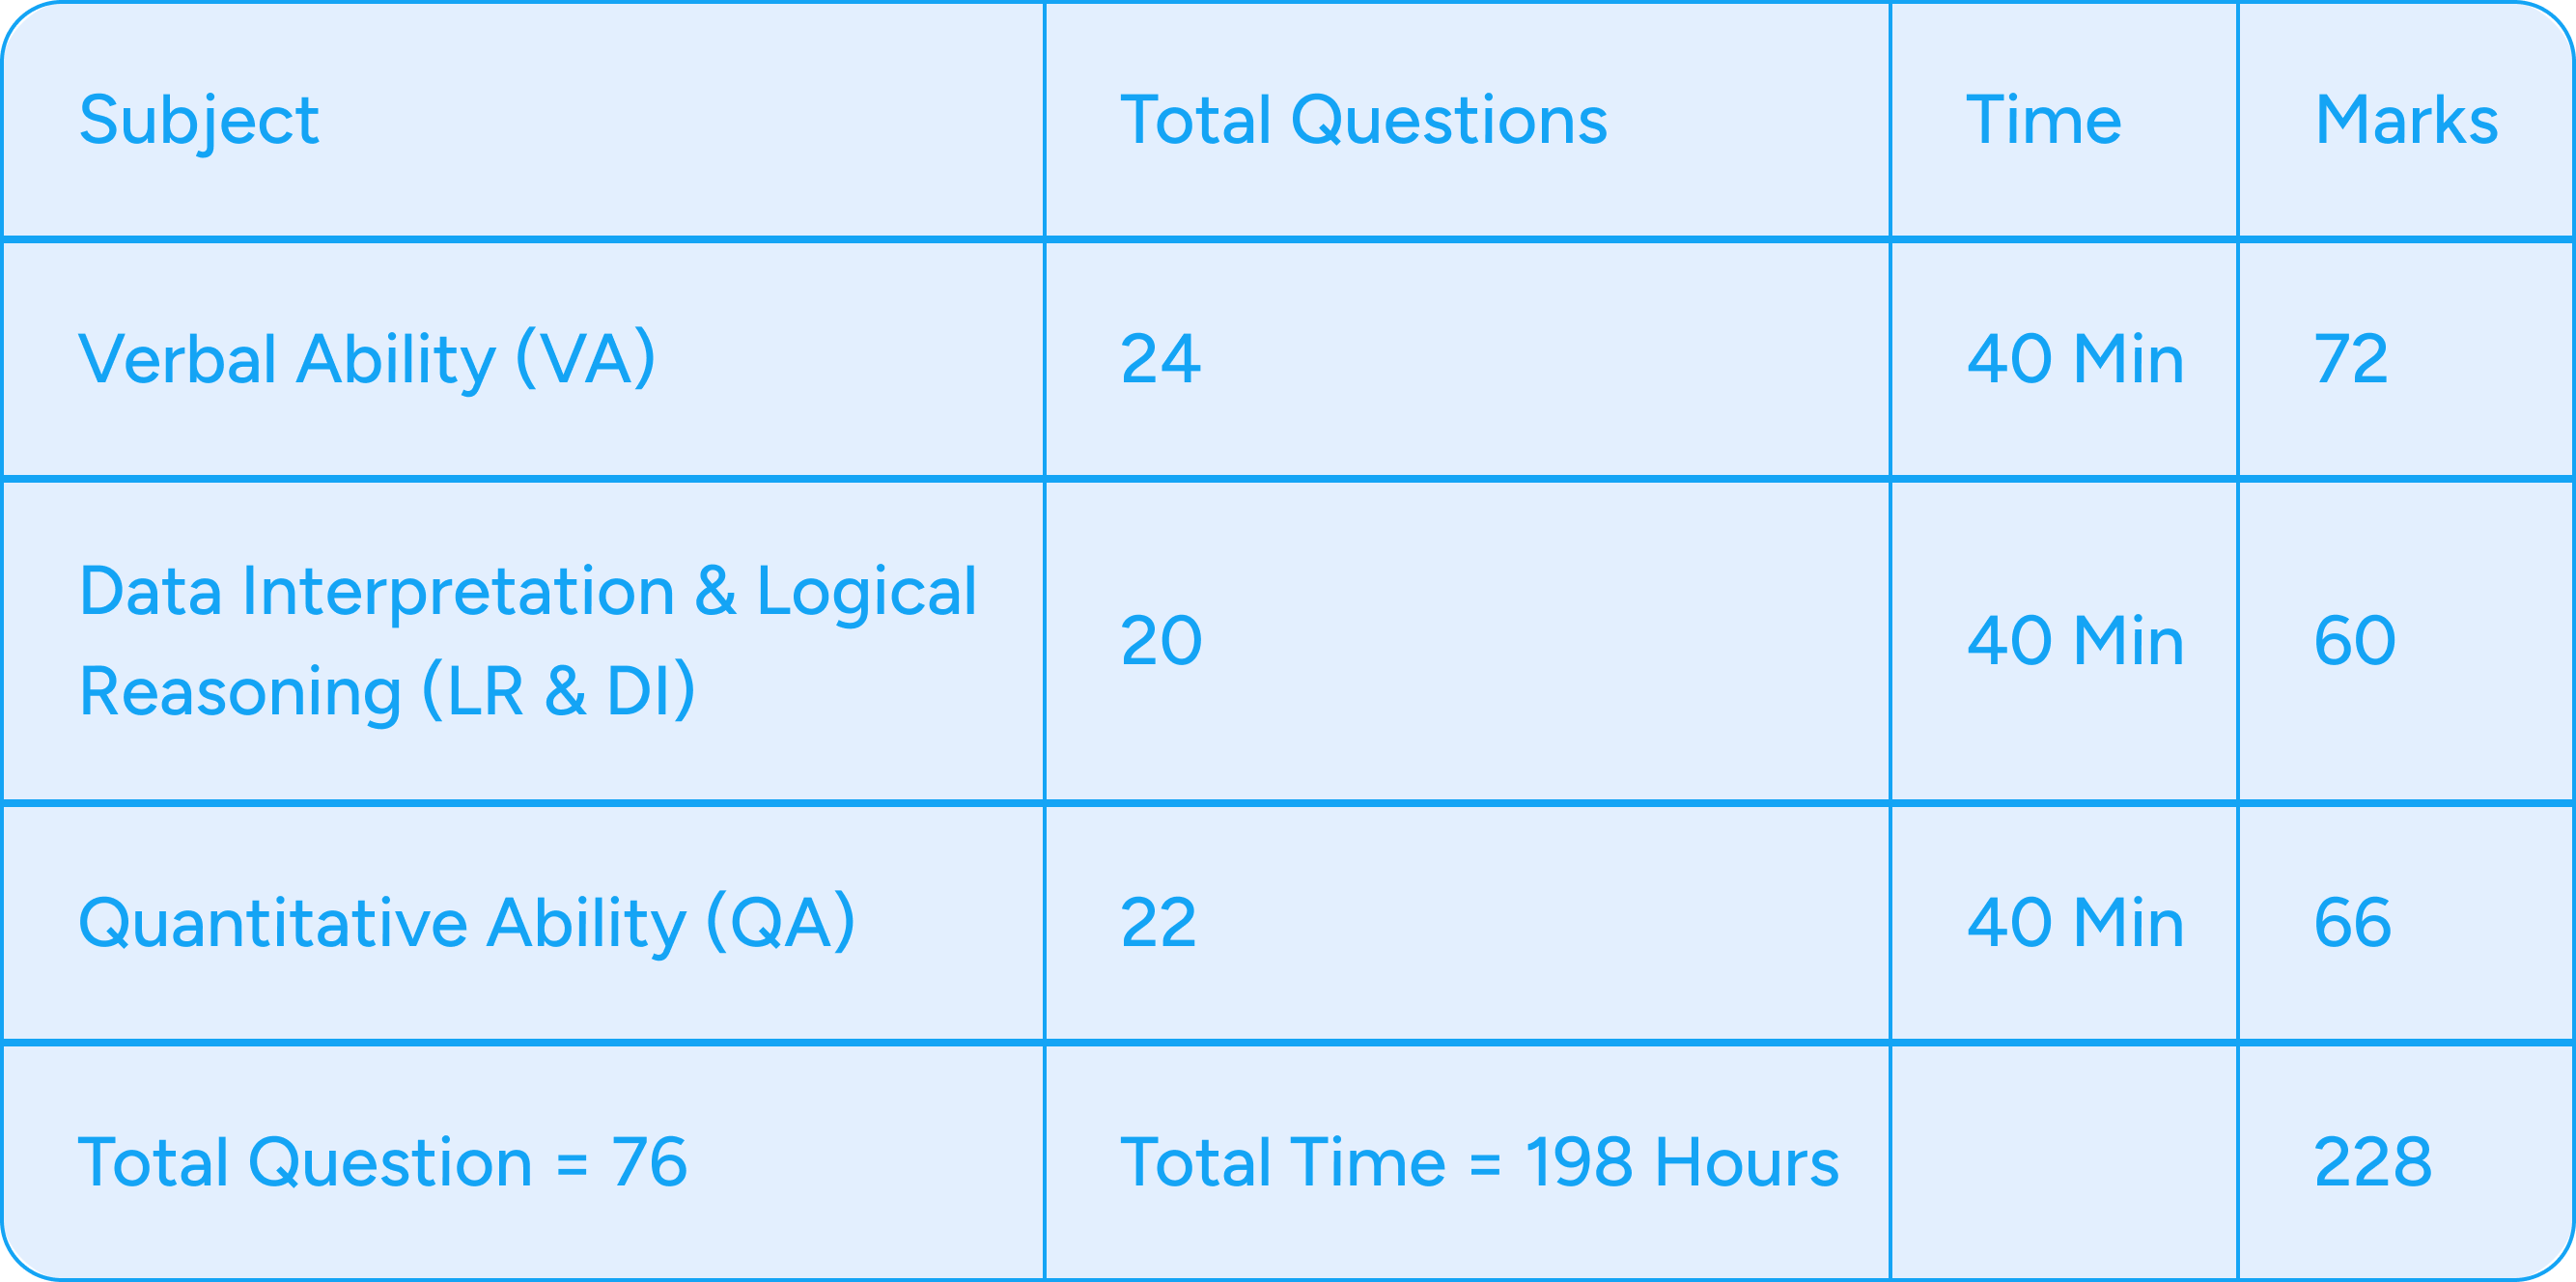 Subject Total Questions Time Marks
Verbal Ability (VA) 24 40 Min 72
Data Interpretation & Logical
Reasoning (LR & DI) 20 40 Min 60
Quantitative Ability (QA) 22 40 Min 66
Total Question = 76 Total Time = 198 Hours 228